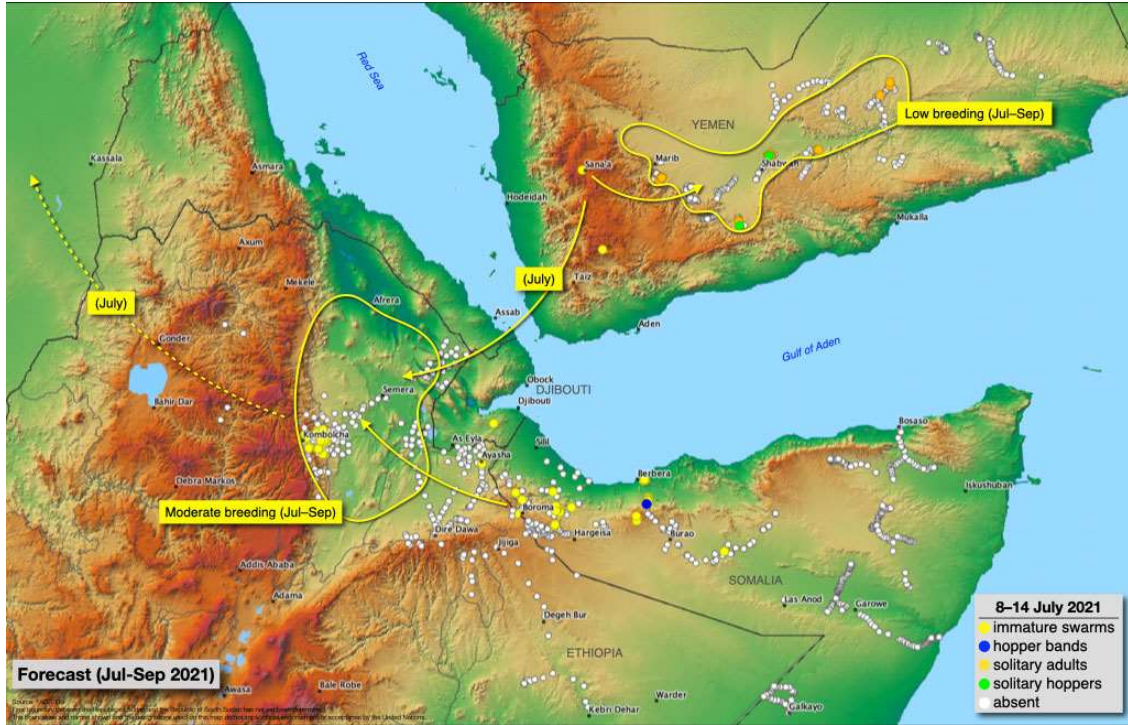 Red Sea
YEMEN
Low breeding (Jul–Sep)
Kassala
Asmara
Sana'a
Marib
Shabwah
Hodeidah
Mukalla
Axum
Mekele
(July)
Taiz
Afrera
(July)
Assab
Aden
Gonder
Gulf of Aden
Semera
Obock
DJIBOUTI
Djibouti
Bahir Dar
Kombolcha
As Eyla
Silil
Bosaso
Ayasha
Debra Markos
Berbera
Iskushuban
Moderate breeding (Jul–Sep)
Boroma
Dire Dawa
Hargeisa
Burao
Jijiga
Addis Ababa
SOMALIA
Adama
Las Anod
Garowe
Degeh Bur
8–14 July 2021
immature swarms
hopper bands
solitary adults
solitary hoppers
absent
ETHIOPIA
Forecast (Jul-Sep 2021)
Awasa
Bale Robe
Warder
Kebri Dehar
Galkayo